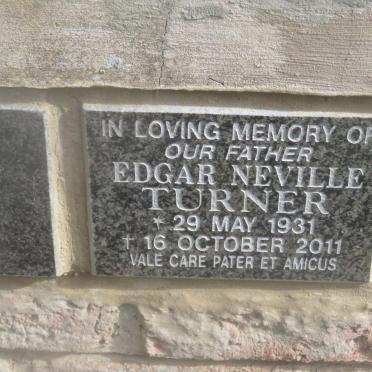 IN LOVING MEMORY OF
OUR FATHER
EDGAR NEVILLE
TURNER
* 29 MAY 1931
† 16 OCTOBER 2011
VALE CARE PATER ET AMICUS